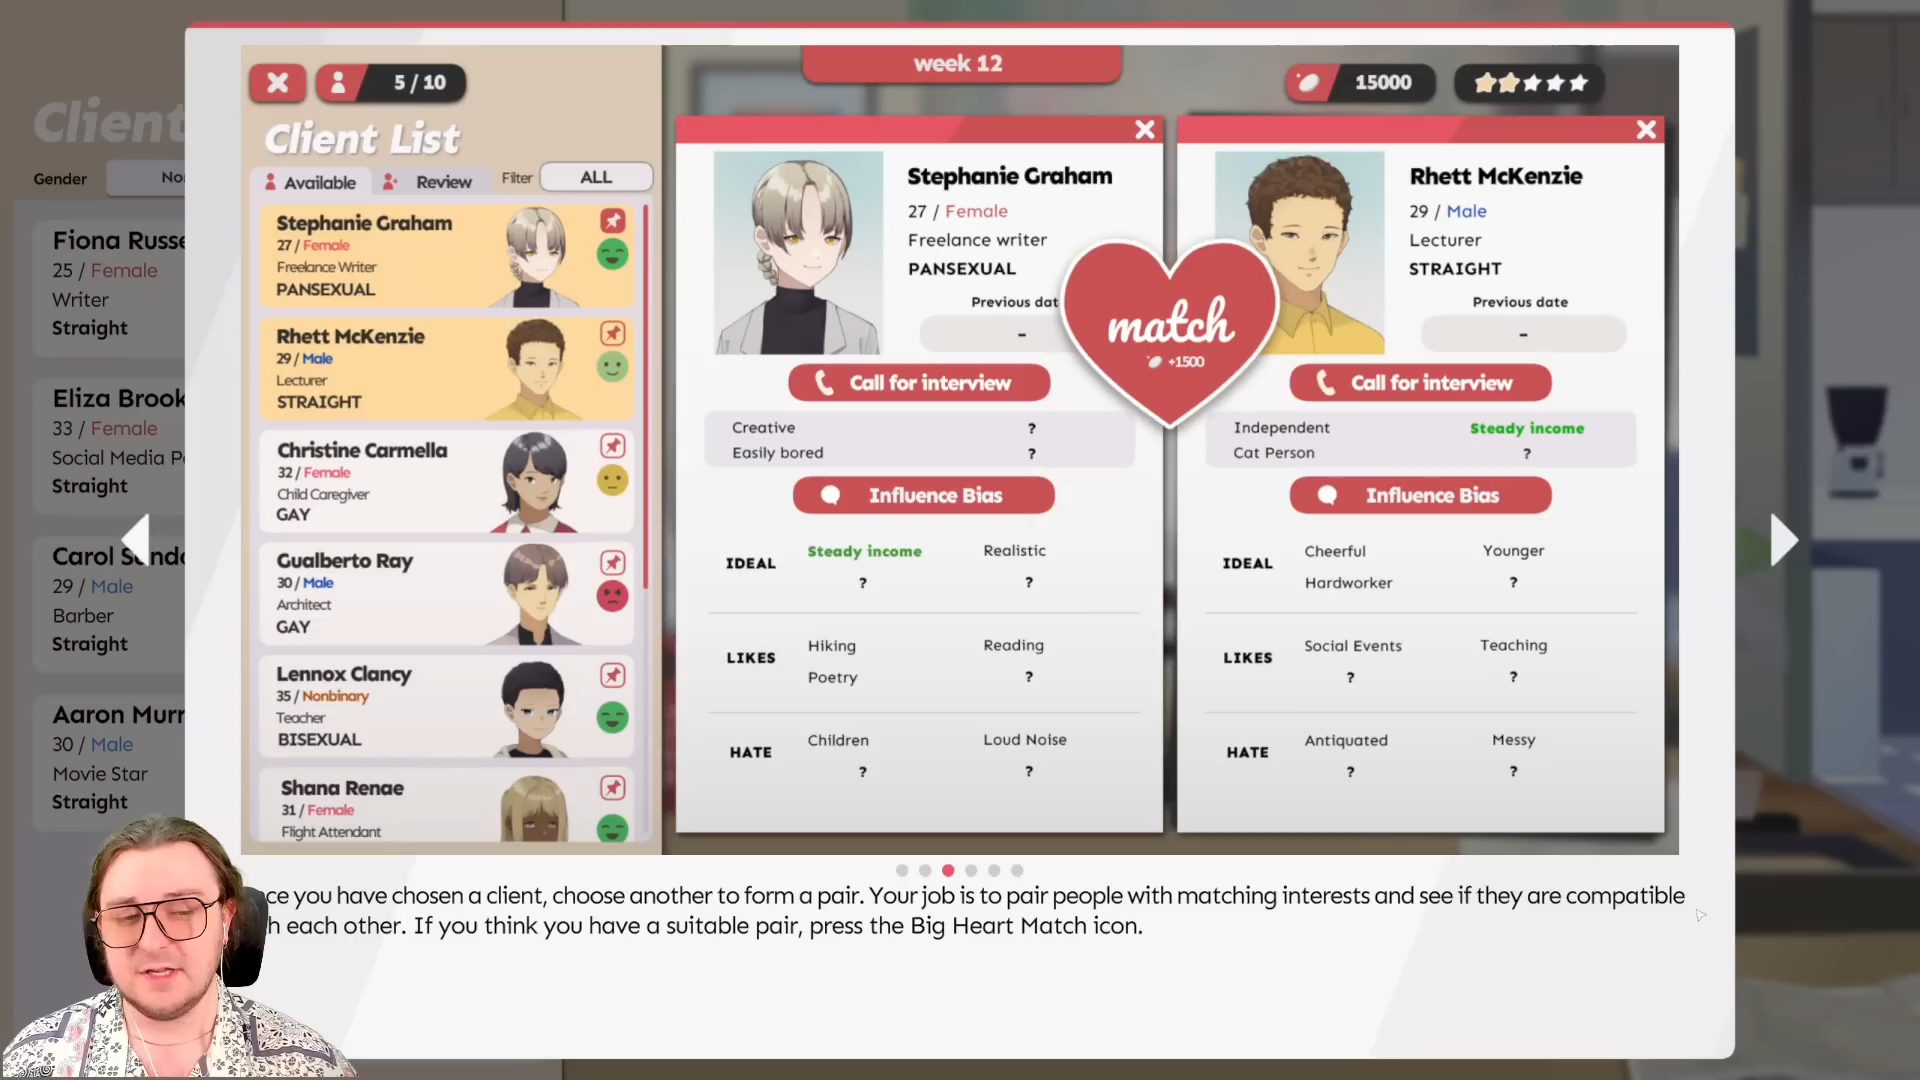 Client
Gender
Fiona Russe
25 / Female
Writer
Straight
Eliza Brook
33 / Female
Social Media P
Straight
29 / Male
Barber
Straight
Aaron Murr
30 / Male
Movie Star
Straight
5 / 10
week 12
15000
Client List
Available
Review
Filter
ALL
Stephanie Graham
27 / Female
Freelance Writer
PANSEXUAL
Rhett McKenzie
29 / Male
Lecturer
STRAIGHT
Christine Carmella
32 / Female
Child Caregiver
GAY
Gualberto Ray
30 / Male
Architect
GAY
Lennox Clancy
35 / Nonbinary
Teacher
BISEXUAL
Shana Renae
31 / Female
Flight Attendant
Stephanie Graham
27 / Female
Freelance writer
PANSEXUAL
Previous dat
-
Call for interview
Creative ?
Easily bored ?
Influence Bias
IDEAL
Steady income Realistic
? ?
LIKES
Hiking Reading
Poetry ?
HATE
Children Loud Noise
? ?
match
+1500
Rhett McKenzie
29 / Male
Lecturer
STRAIGHT
Previous date
-
Call for interview
Independent Steady income
Cat Person ?
Influence Bias
IDEAL
Cheerful Younger
Hardworker ?
LIKES
Social Events Teaching
? ?
HATE
Antiquated Messy
? ?
ce you have chosen a client, choose another to form a pair. Your job is to pair people with matching interests and see if they are compatible
h each other. If you think you have a suitable pair, press the Big Heart Match icon.